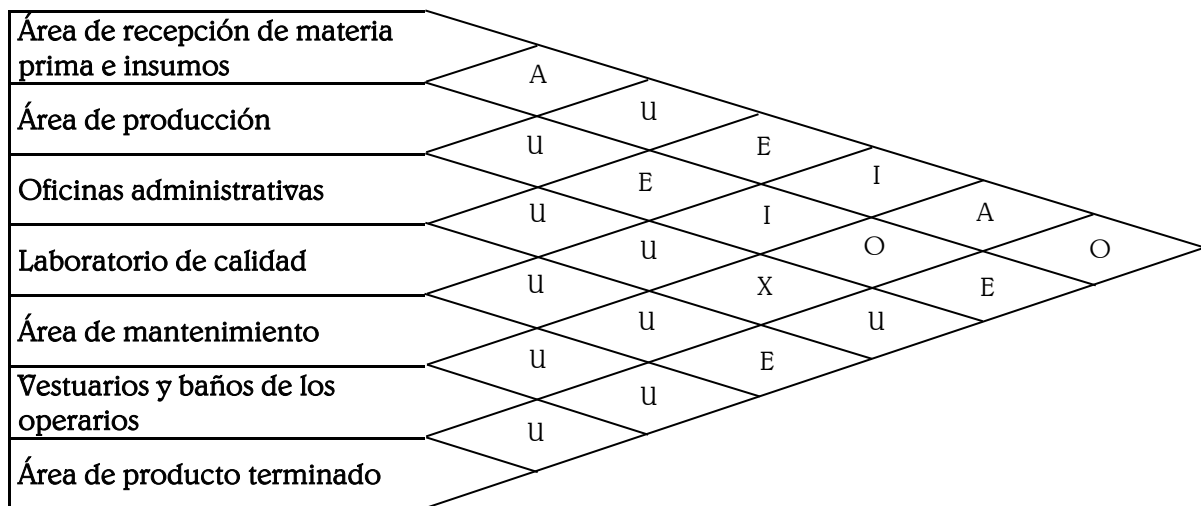 Área de recepción de materia
prima e insumos
Área de producción
Oficinas administrativas
Laboratorio de calidad
Área de mantenimiento
Vestuarios y baños de los
operarios
Área de producto terminado
A
U
U
E
E
I
U
I
A
U
O
O
U
X
E
U
U
U
E
U
U